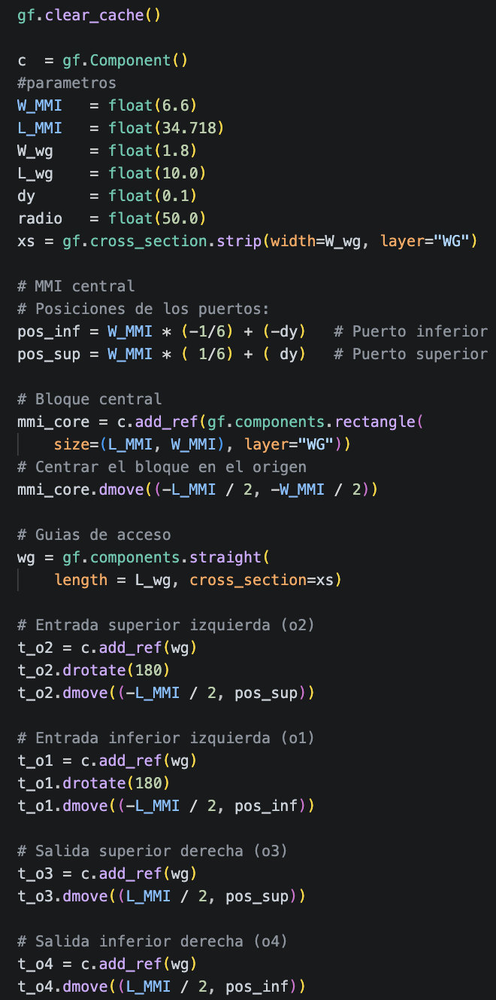 gf.clear_cache()
c  = gf.Component()
#parametros
W_MMI   = float(6.6)
L_MMI   = float(34.718)
W_wg    = float(1.8)
L_wg    = float(10.0)
dy      = float(0.1)
radio   = float(50.0)
xs = gf.cross_section.strip(width=W_wg, layer="WG")
# MMI central
# Posiciones de los puertos:
pos_inf = W_MMI * (-1/6) + (-dy)   # Puerto inferior
pos_sup = W_MMI * ( 1/6) + ( dy)   # Puerto superior
# Bloque central
mmi_core = c.add_ref(gf.components.rectangle(
    size=(L_MMI, W_MMI), layer="WG"))
# Centrar el bloque en el origen
mmi_core.dmove((-L_MMI / 2, -W_MMI / 2))
# Guias de acceso
wg = gf.components.straight(
    length = L_wg, cross_section=xs)
# Entrada superior izquierda (o2)
t_o2 = c.add_ref(wg)
t_o2.drotate(180)
t_o2.dmove((-L_MMI / 2, pos_sup))
# Entrada inferior izquierda (o1)
t_o1 = c.add_ref(wg)
t_o1.drotate(180)
t_o1.dmove((-L_MMI / 2, pos_inf))
# Salida superior derecha (o3)
t_o3 = c.add_ref(wg)
t_o3.dmove((L_MMI / 2, pos_sup))
# Salida inferior derecha (o4)
t_o4 = c.add_ref(wg)
t_o4.dmove((L_MMI / 2, pos_inf))